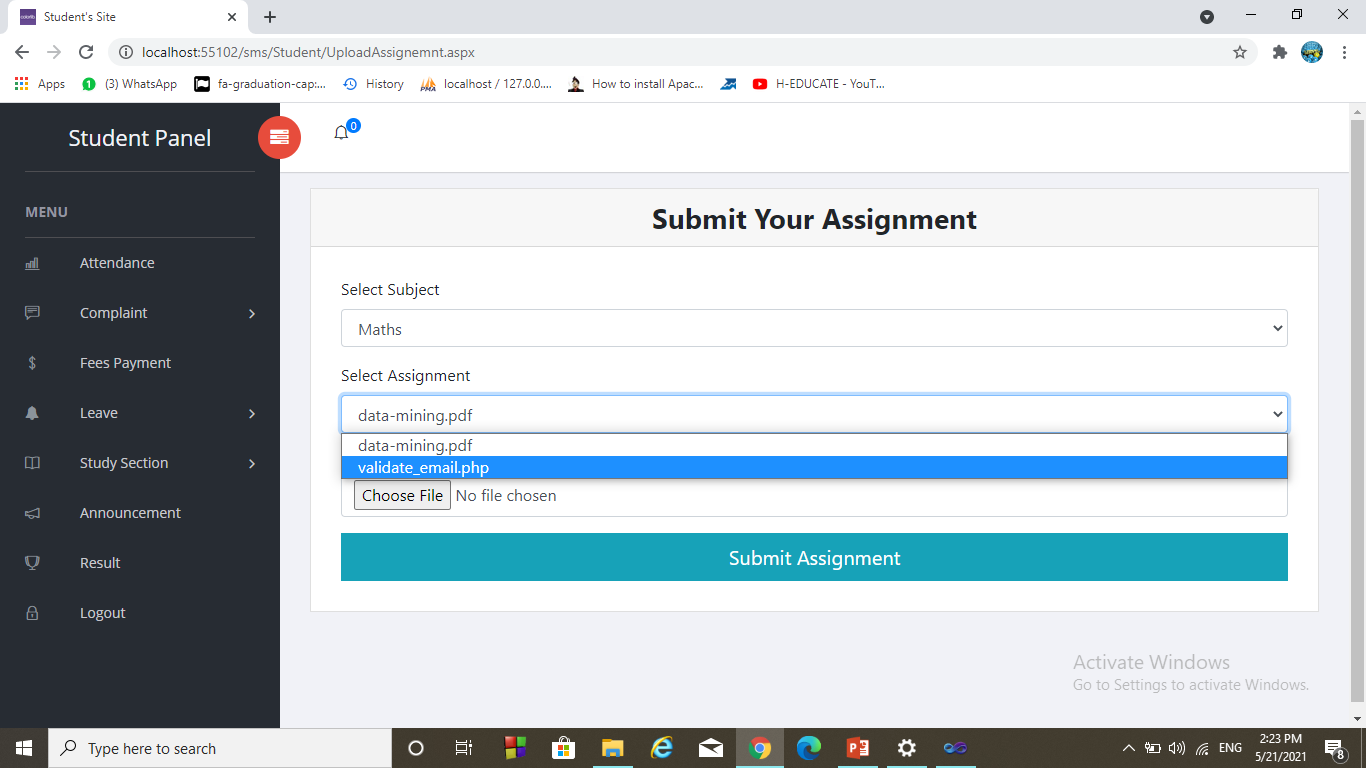 Student's Site
localhost:55102/sms/Student/UploadAssignemnt.aspx
Apps
1
(3) WhatsApp
fa-graduation-cap:...
History
PMA
localhost / 127.0.0....
How to install Apac...
H-EDUCATE - YouT...
Student Panel
0
MENU
Attendance
Complaint
$
Fees Payment
Leave
Study Section
Announcement
Result
Logout
Submit Your Assignment
Select Subject
Maths
Select Assignment
data-mining.pdf
data-mining.pdf
validate_email.php
Choose File No file chosen
Submit Assignment
Activate Windows
Go to Settings to activate Windows.
Type here to search
ENG
2:23 PM
5/21/2021
8